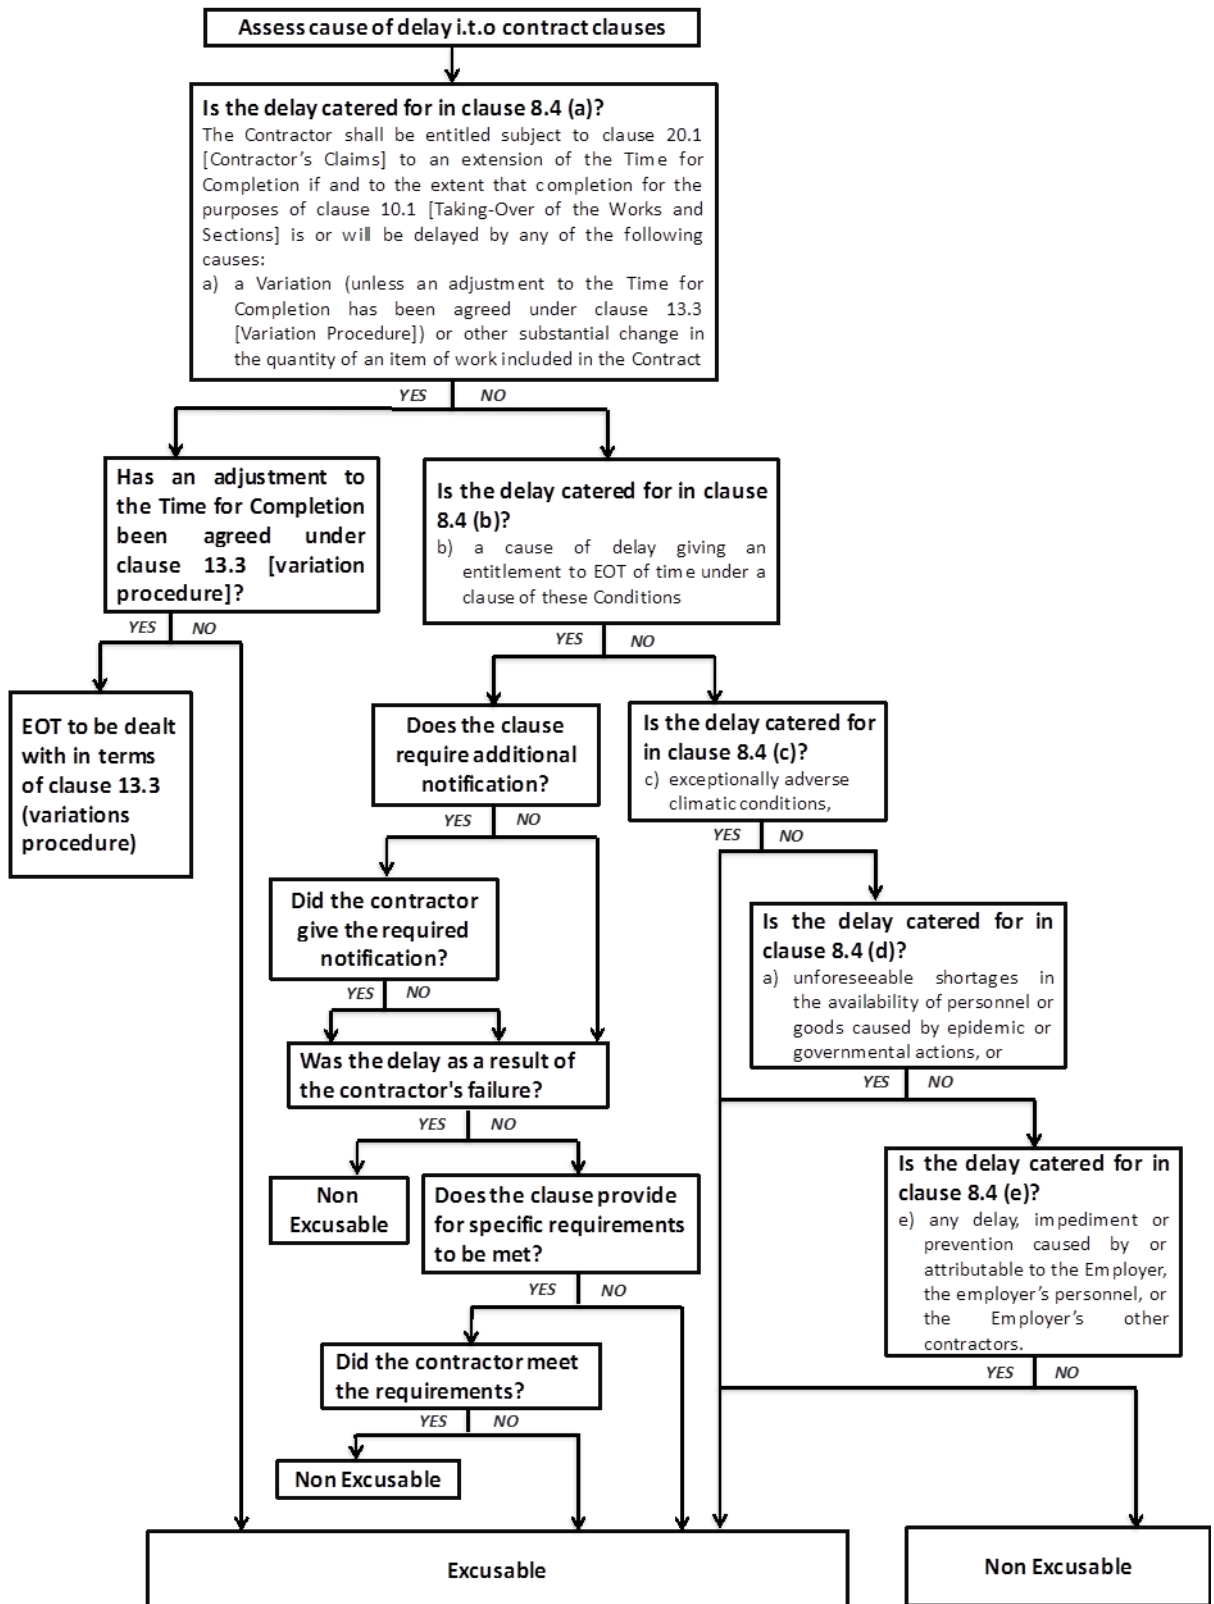 Assess cause of delay i.t.o contract clauses
Is the delay catered for in clause 8.4 (a)?
The Contractor shall be entitled subject to clause 20.1
[Contractor's Claims] to an extension of the Time for
Completion if and to the extent that completion for the
purposes of clause 10.1 [Taking-Over of the Works and
Sections] is or will be delayed by any of the following
causes:
a) a Variation (unless an adjustment to the Time for
Completion has been agreed under clause 13.3
[Variation Procedure]) or other substantial change in
the quantity of an item of work included in the Contract
YES NO
Has an adjustment to
the Time for Completion
been agreed under
clause 13.3 [variation
procedure]?
YES NO
Is the delay catered for in clause
8.4 (b)?
b) a cause of delay giving an
entitlement to EOT of time under a
clause of these Conditions
YES NO
EOT to be dealt
with in terms
of clause 13.3
(variations
procedure)
Does the clause
require additional
notification?
YES NO
Is the delay catered for
in clause 8.4 (c)?
c) exceptionally adverse
climatic conditions,
YES NO
Did the contractor
give the required
notification?
YES NO
Is the delay catered for in
clause 8.4 (d)?
a) unforeseeable shortages in
the availability of personnel or
goods caused by epidemic or
governmental actions, or
YES NO
Was the delay as a result of
the contractor's failure?
YES NO
Non
Excusable
Does the clause provide
for specific requirements
to be met?
YES NO
Is the delay catered for in
clause 8.4 (e)?
e) any delay, impediment or
prevention caused by or
attributable to the Employer,
the employer's personnel, or
the Employer's other
contractors.
YES NO
Did the contractor meet
the requirements?
YES NO
Non Excusable
Excusable
Non Excusable